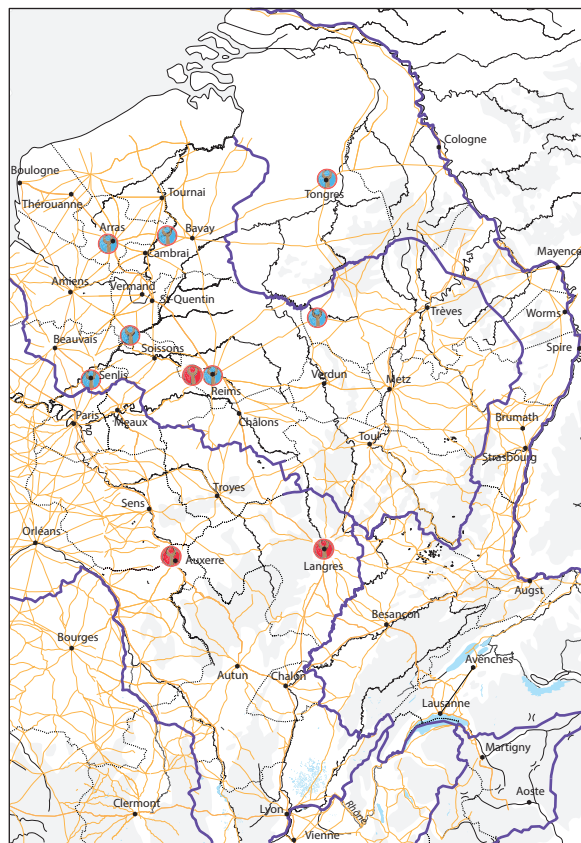 Cologne
Boulogne
Tongres
Thérouanne
Tournai
Arras
Bavay
Cambrai
Mayence
Amiens
Vermand
St-Quentin
Trèves
Worms
Beauvais
Soissons
Spire
Senlis
Reims
Verdun
Metz
Paris
Meaux
Châlons
Brumath
Toul
Strasbourg
Troyes
Sens
Orléans
Auxerre
Langres
Augst
Besançon
Bourges
Autun
Chalon
Avenches
Lausanne
Martigny
Aoste
Clermont
Lyon
Rhône
Vienne